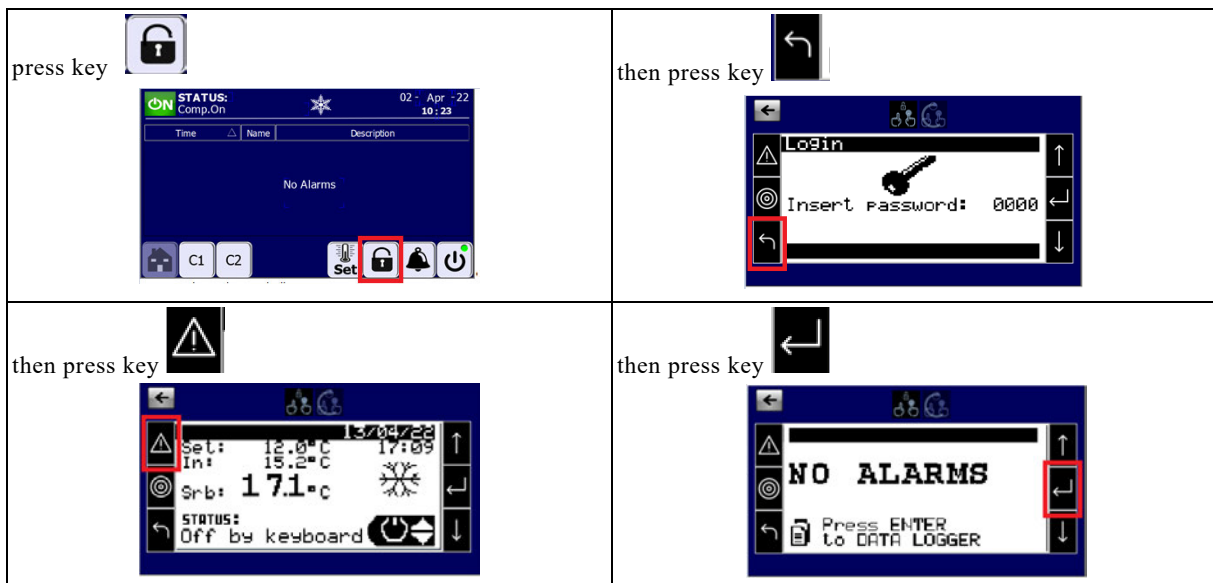 press key
ON STATUS:
Comp.On
02 - Apr -22
10 : 23
Time Name Description
No Alarms
C1 C2 Set
then press key
Login
Insert password: 0000
then press key
13/04/22
Set: 12.0°C 17:09
In: 15.2°C
Srb: 17.1°C
STATUS:
Off by keyboard
then press key
NO ALARMS
Press ENTER
to DATA LOGGER